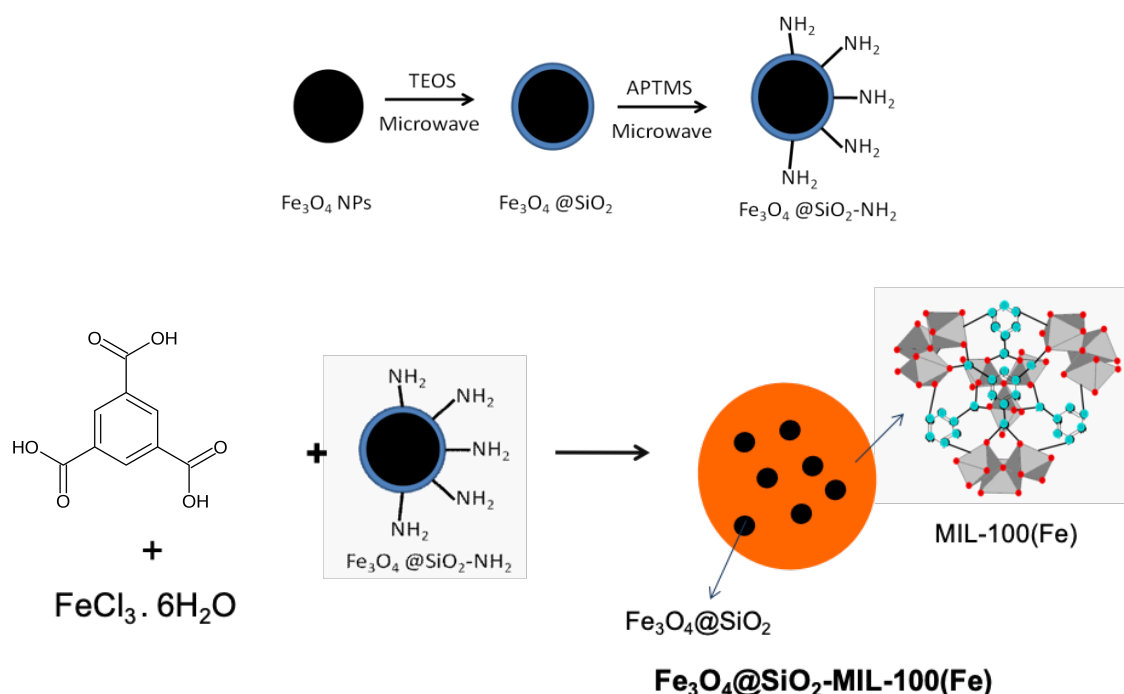 TEOS
Microwave
APTMS
Microwave
NH₂
NH₂
NH₂
NH₂
NH₂
Fe₃O₄ NPs
Fe₃O₄ @SiO₂
Fe₃O₄ @SiO₂-NH₂
O
OH
HO
O
O
OH
+
FeCl₃. 6H₂O
+
NH₂
NH₂
NH₂
NH₂
NH₂
Fe₃O₄ @SiO₂-NH₂
MIL-100(Fe)
Fe₃O₄@SiO₂
Fe₃O₄@SiO₂-MIL-100(Fe)